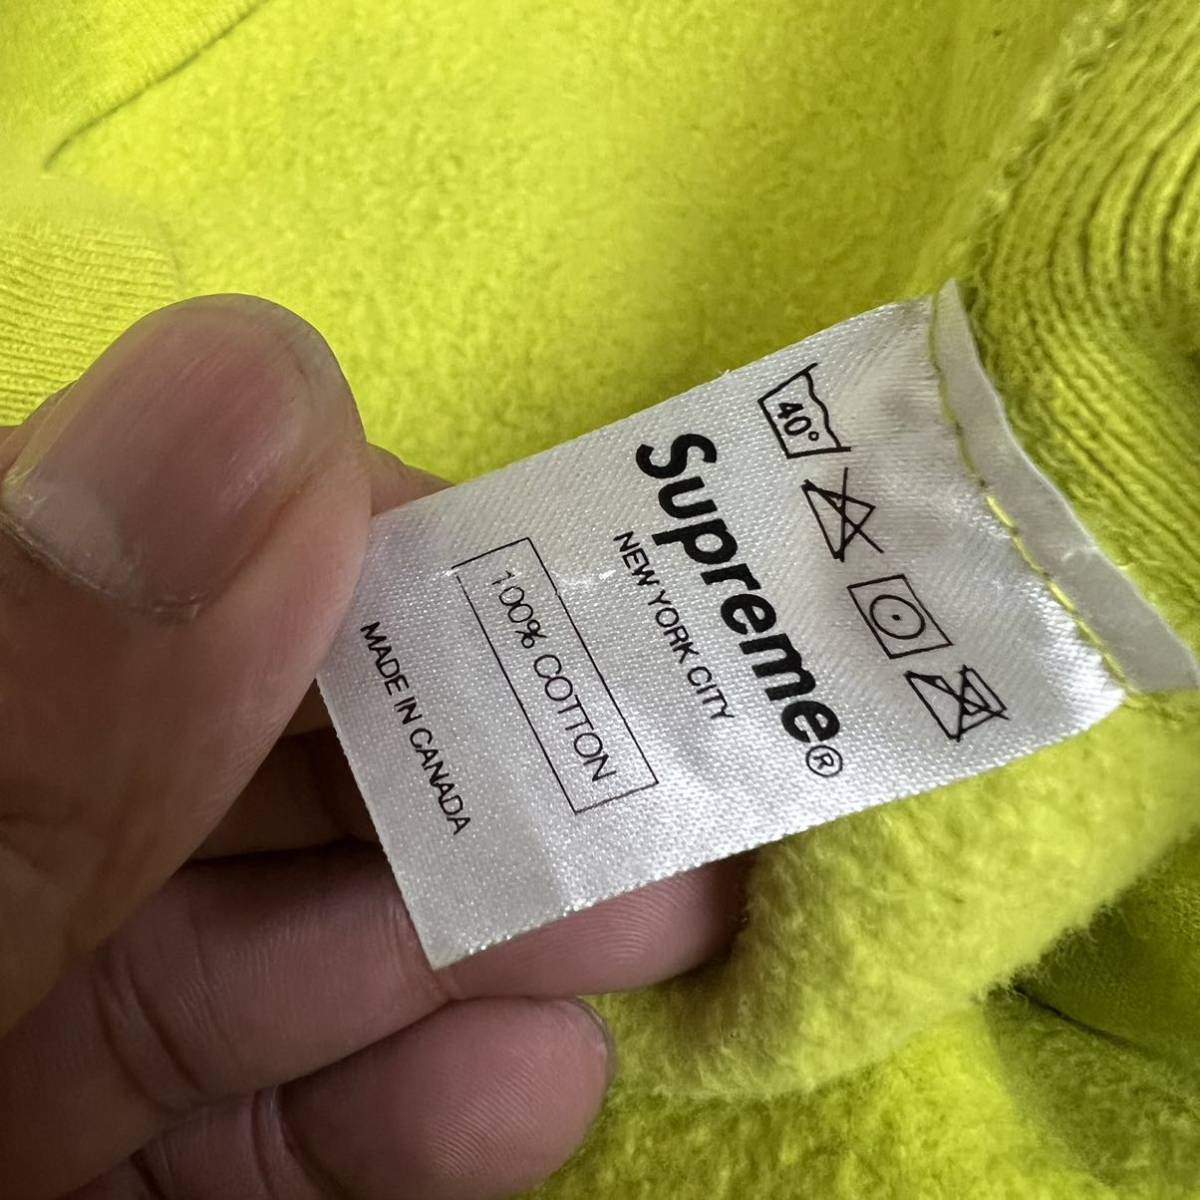 40°
Supreme®
NEW YORK CITY
100% COTTON
MADE IN CANADA